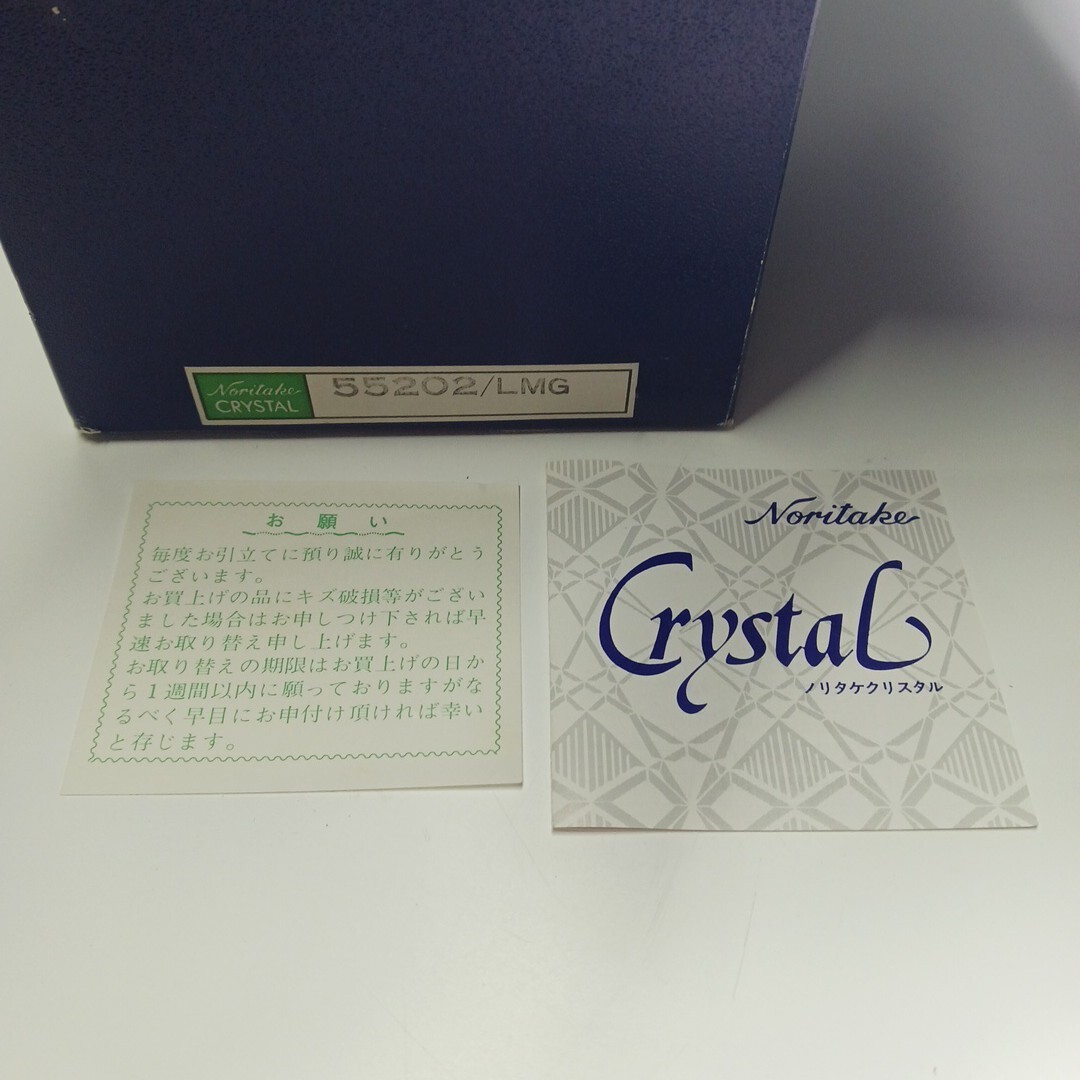 Noritake
CRYSTAL
55202/LMG
お願い
毎度お引立てに預り誠に有りがとう
ございます。
お買上げの品にキズ破損等がござい
ました場合はお申しつけ下されば早
速お取り替え申し上げます。
お取り替えの期限はお買上げの日か
ら1週間以内に願っておりますがな
るべく早目にお申付け頂ければ幸い
と存じます。
Noritake
Crystal
ノリタケクリスタル